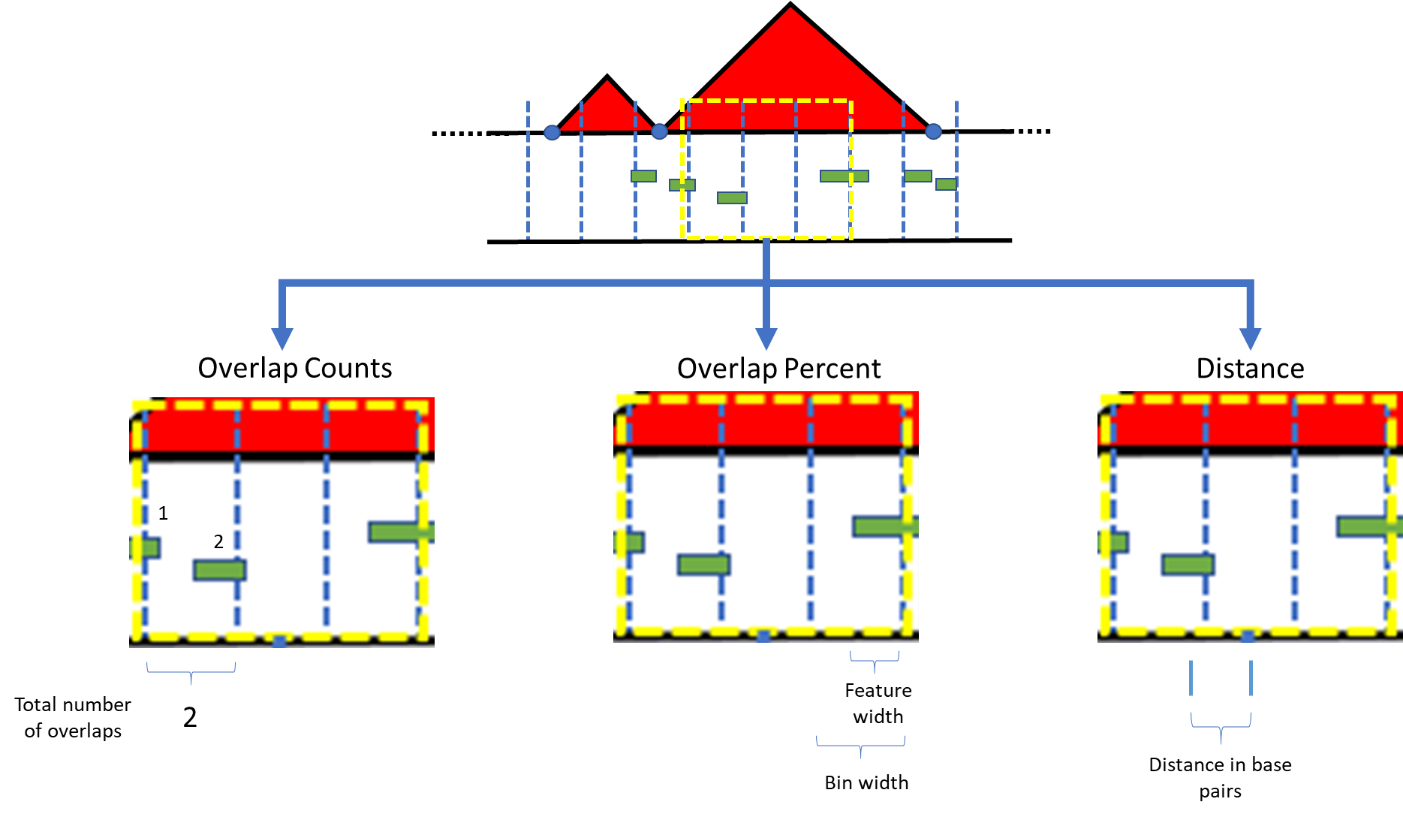 Overlap Counts
Overlap Percent
Distance
1
2
Total number
of overlaps
2
Feature
width
Bin width
Distance in base
pairs